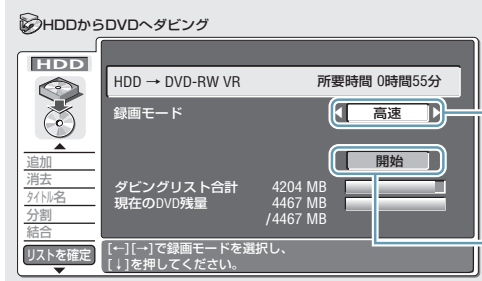 HDDからDVDへダビング
HDD
HDD → DVD-RW VR 所要時間 0時間55分
録画モード 高速
開始
追加
消去
タイトル名
分割
結合
リストを確定
ダビングリスト合計 4204 MB
現在のDVD残量 4467 MB
/4467 MB
[←][→]で録画モードを選択し、
[↓]を押してください。